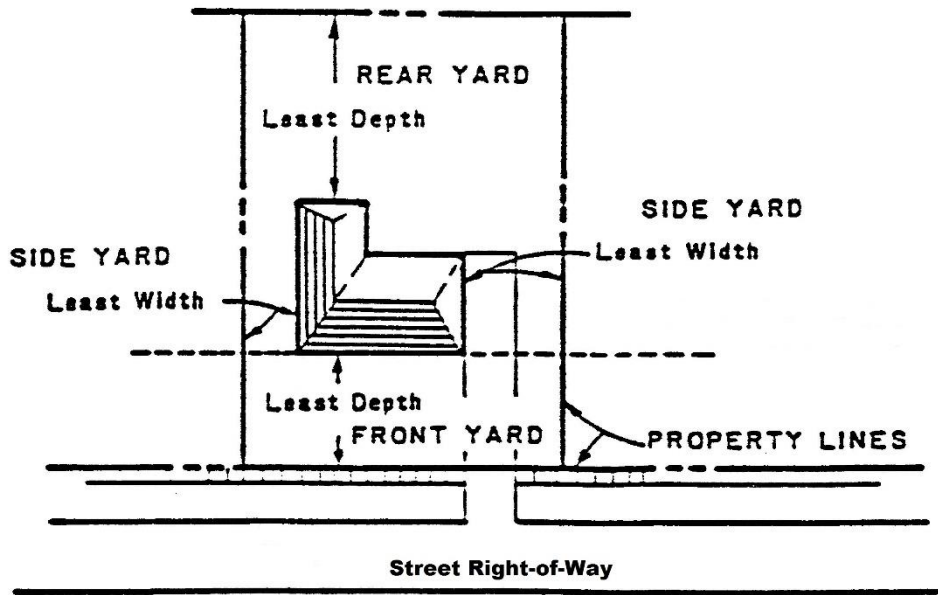 REAR YARD
Least Depth
SIDE YARD
Least Width
SIDE YARD
Least Width
Least Depth
FRONT YARD
PROPERTY LINES
Street Right-of-Way